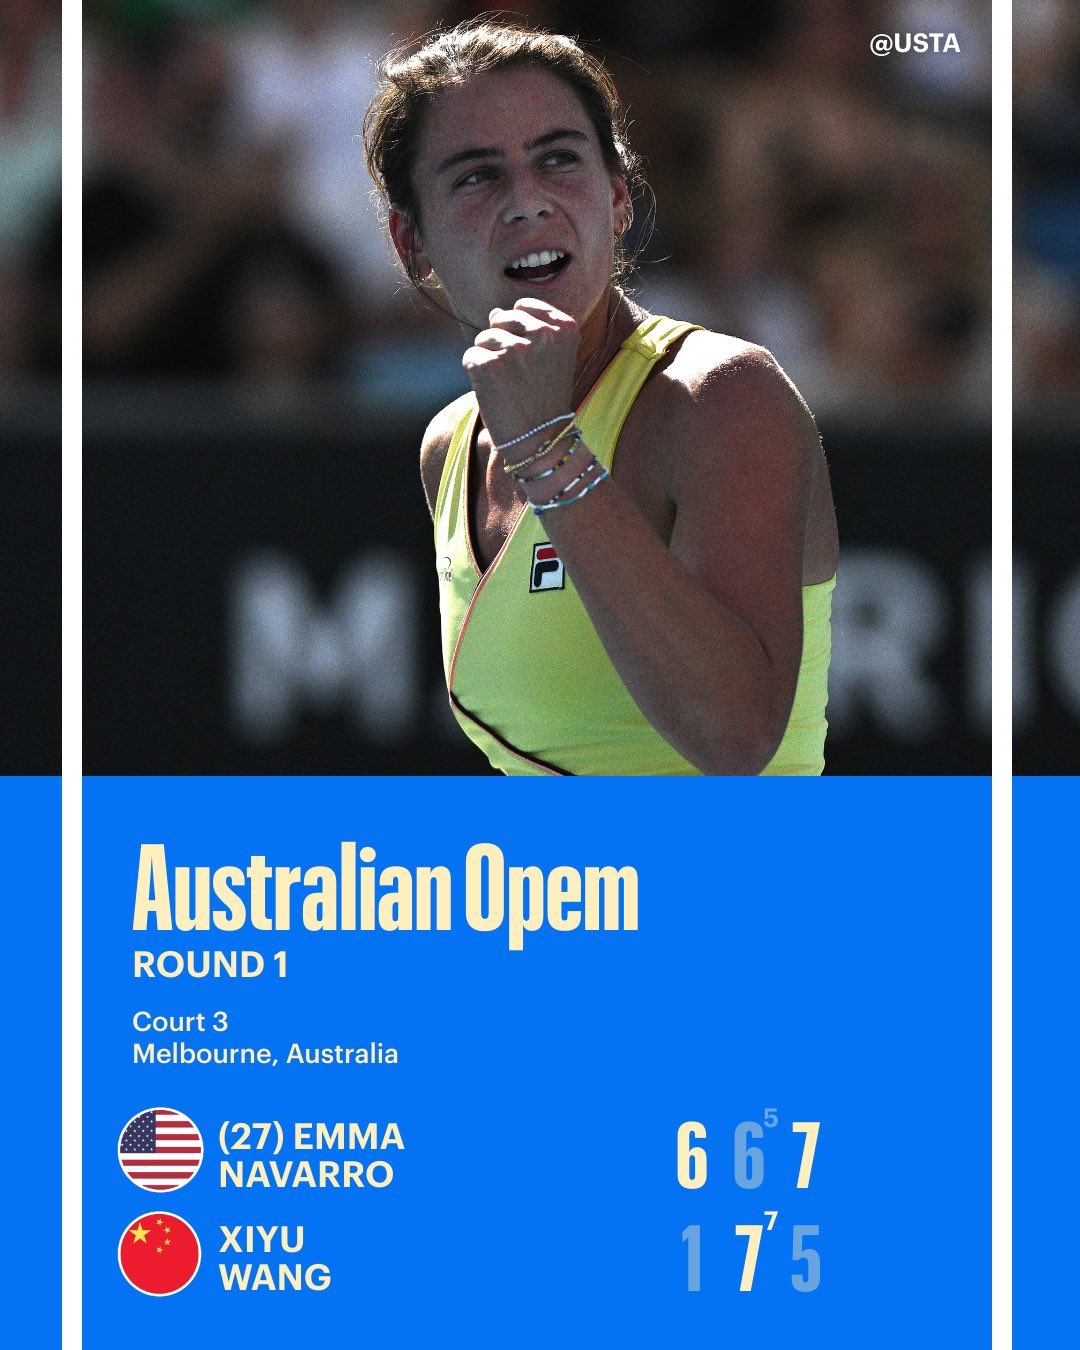 @USTA
Australian Opem
ROUND 1
Court 3
Melbourne, Australia
(27) EMMA
NAVARRO
6 6 5 7
XIYU
WANG
1 7 7 5